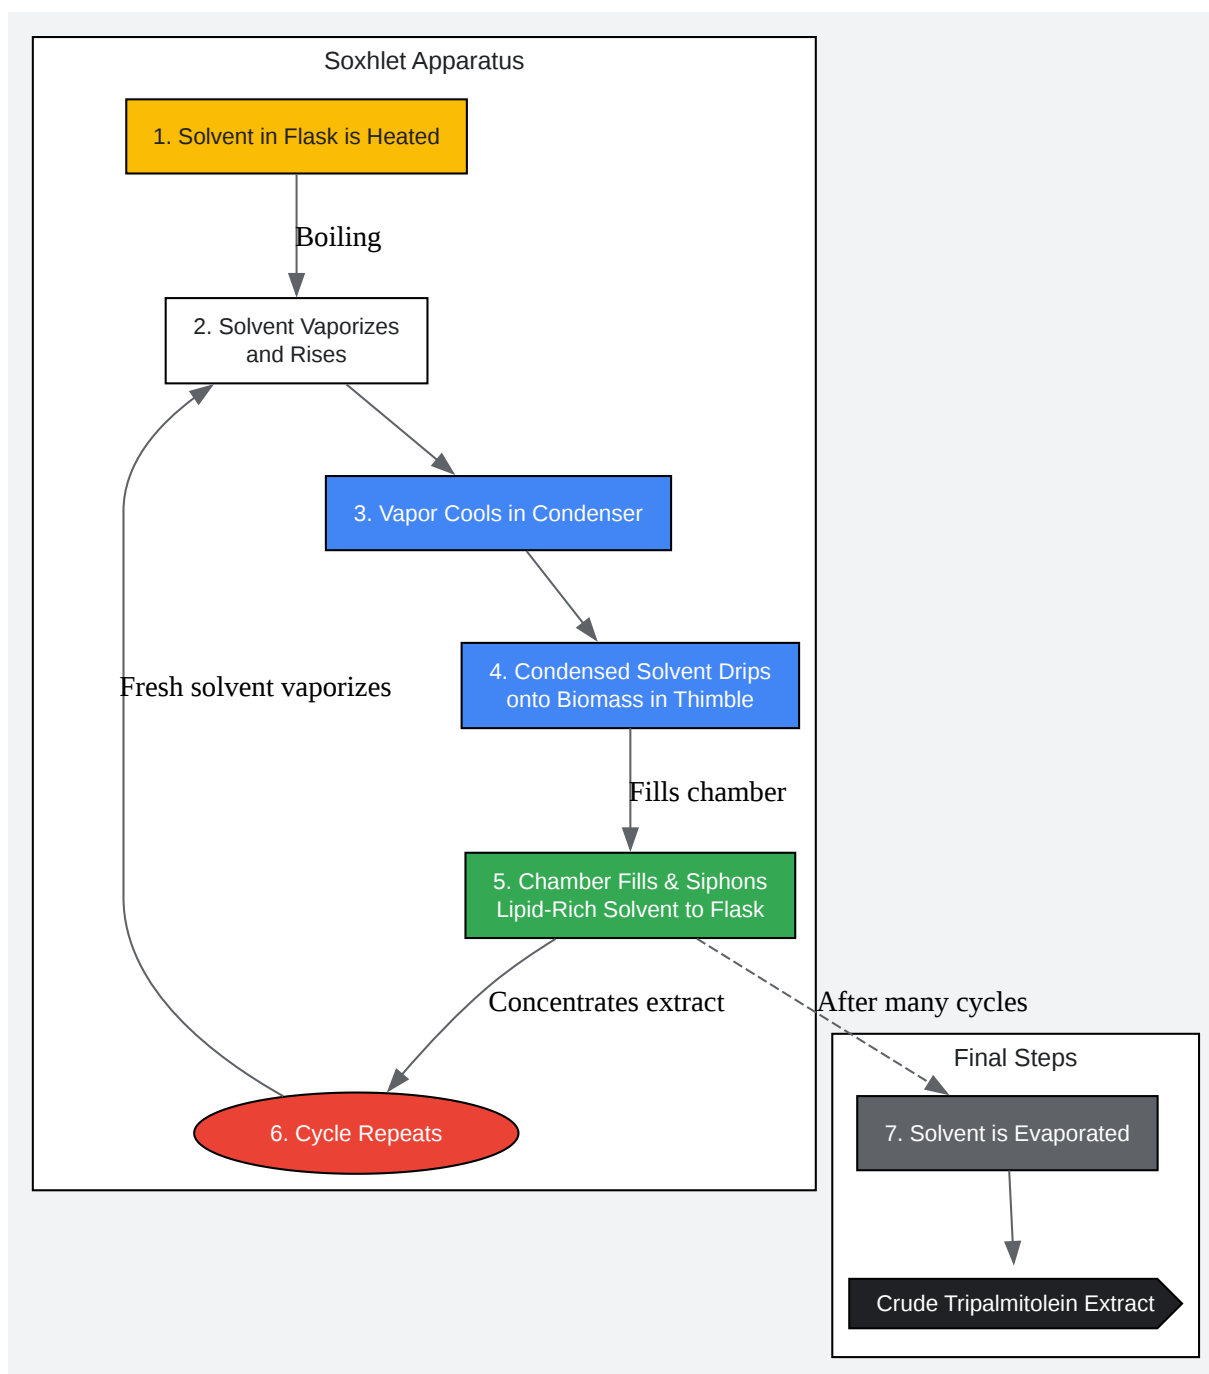 Soxhlet Apparatus
1. Solvent in Flask is Heated
Boiling
2. Solvent Vaporizes
and Rises
3. Vapor Cools in Condenser
4. Condensed Solvent Drips
onto Biomass in Thimble
Fresh solvent vaporizes
Fills chamber
5. Chamber Fills & Siphons
Lipid-Rich Solvent to Flask
Concentrates extract
After many cycles
6. Cycle Repeats
Final Steps
7. Solvent is Evaporated
Crude Tripalmitolein Extract